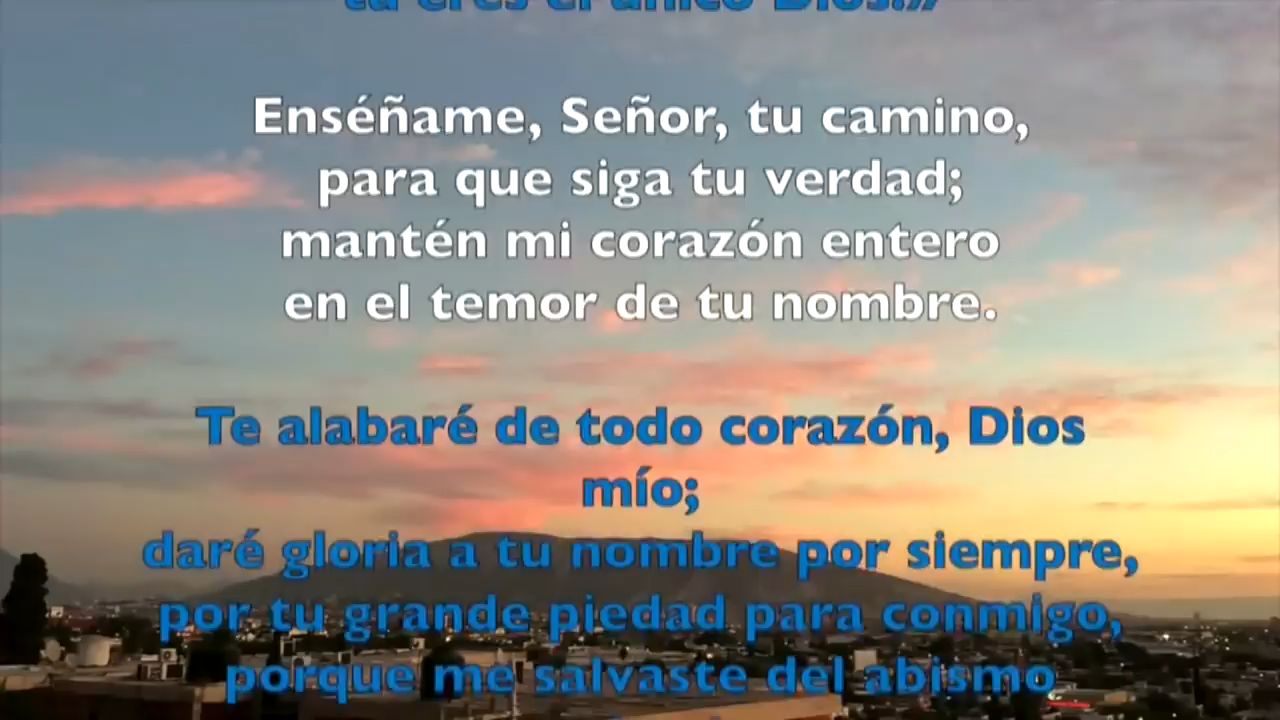 tú eres el único Dios.»
Enséñame, Señor, tu camino,
para que siga tu verdad;
mantén mi corazón entero
en el temor de tu nombre.
Te alabaré de todo corazón, Dios
mío;
daré gloria a tu nombre por siempre,
por tu grande piedad para conmigo,
porque me salvaste del abismo